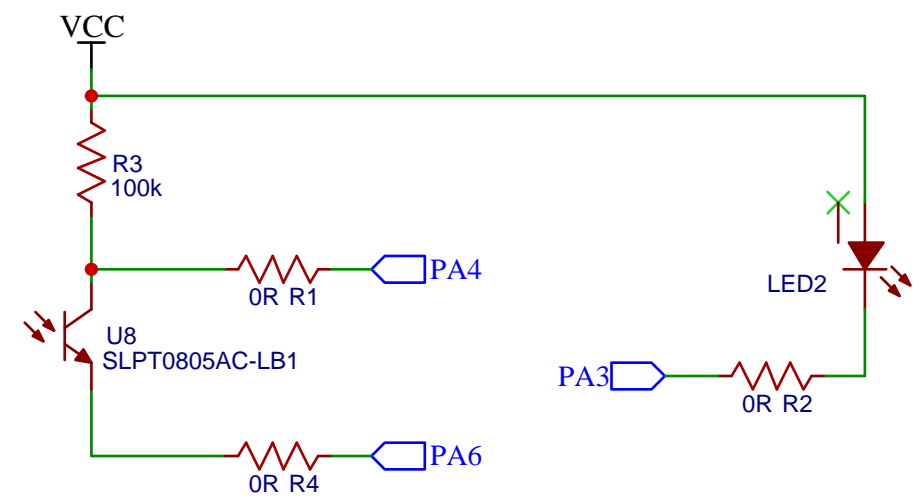 VCC
R3
100k
PA4
0R R1
LED2
U8
SLPT0805AC-LB1
PA3
0R R2
PA6
0R R4